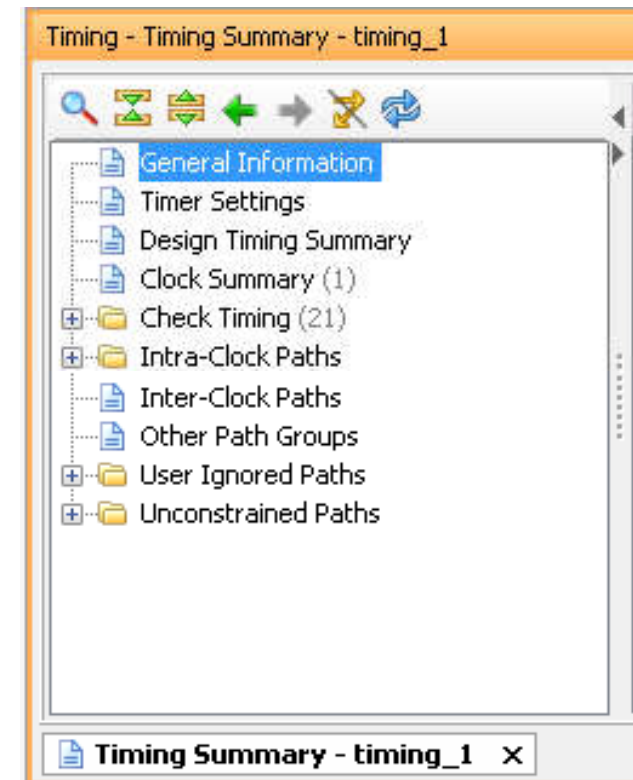 Timing - Timing Summary - timing_1
General Information
Timer Settings
Design Timing Summary
Clock Summary (1)
Check Timing (21)
Intra-Clock Paths
Inter-Clock Paths
Other Path Groups
User Ignored Paths
Unconstrained Paths
Timing Summary - timing_1